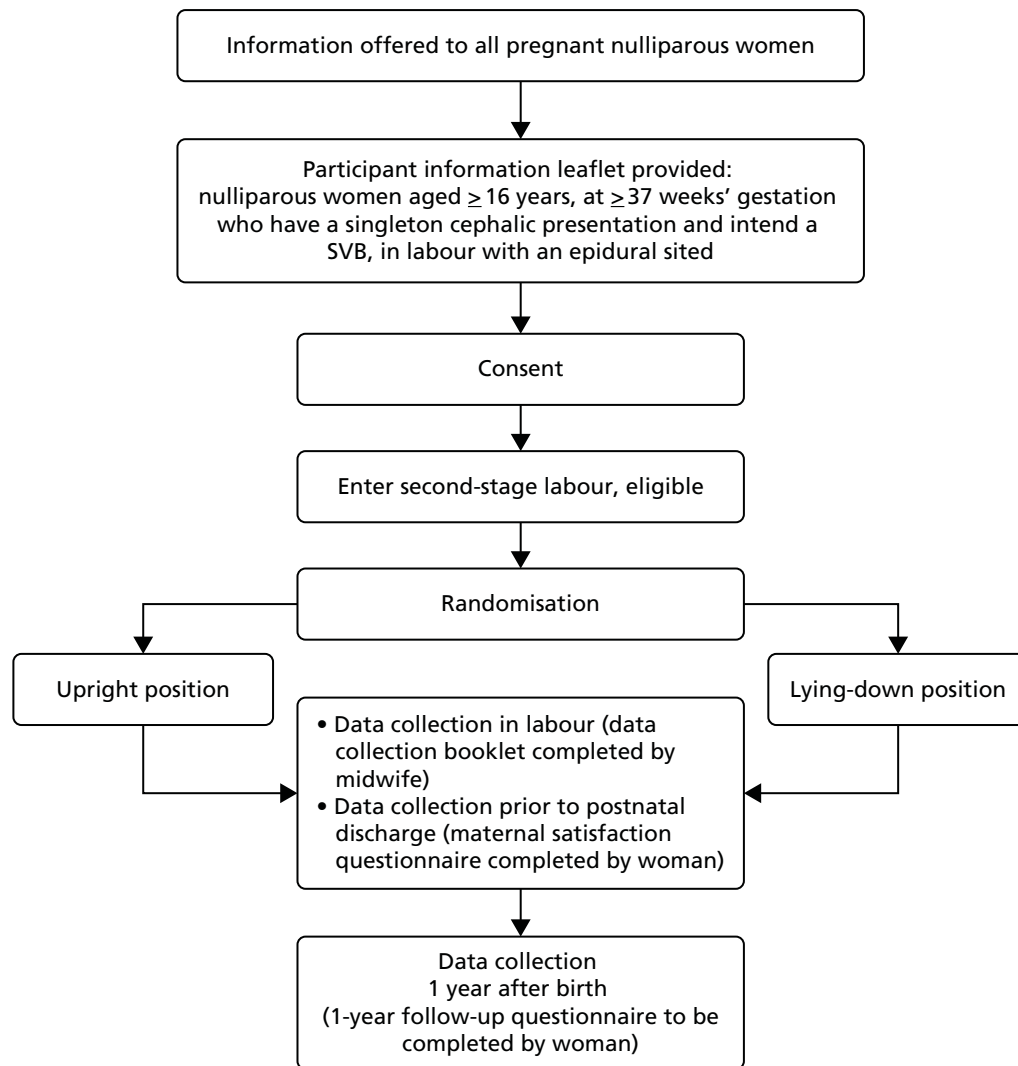 Information offered to all pregnant nulliparous women
Participant information leaflet provided:
nulliparous women aged ≥ 16 years, at ≥ 37 weeks’ gestation
who have a singleton cephalic presentation and intend a
SVB, in labour with an epidural sited
Consent
Enter second-stage labour, eligible
Randomisation
Upright position
Lying-down position
• Data collection in labour (data
collection booklet completed by
midwife)
• Data collection prior to postnatal
discharge (maternal satisfaction
questionnaire completed by woman)
Data collection
1 year after birth
(1-year follow-up questionnaire to be
completed by woman)